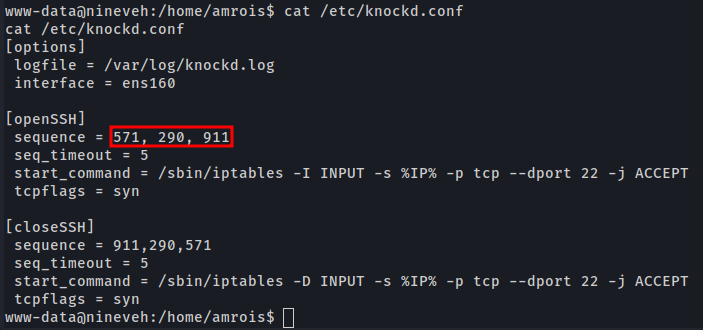 www-data@nineveh:/home/amrois$ cat /etc/knockd.conf
cat /etc/knockd.conf
[options]
 logfile = /var/log/knockd.log
 interface = ens160

[openSSH]
 sequence = 571, 290, 911
 seq_timeout = 5
 start_command = /sbin/iptables -I INPUT -s %IP% -p tcp --dport 22 -j ACCEPT
 tcpflags = syn

[closeSSH]
 sequence = 911,290,571
 seq_timeout = 5
 start_command = /sbin/iptables -D INPUT -s %IP% -p tcp --dport 22 -j ACCEPT
 tcpflags = syn
www-data@nineveh:/home/amrois$